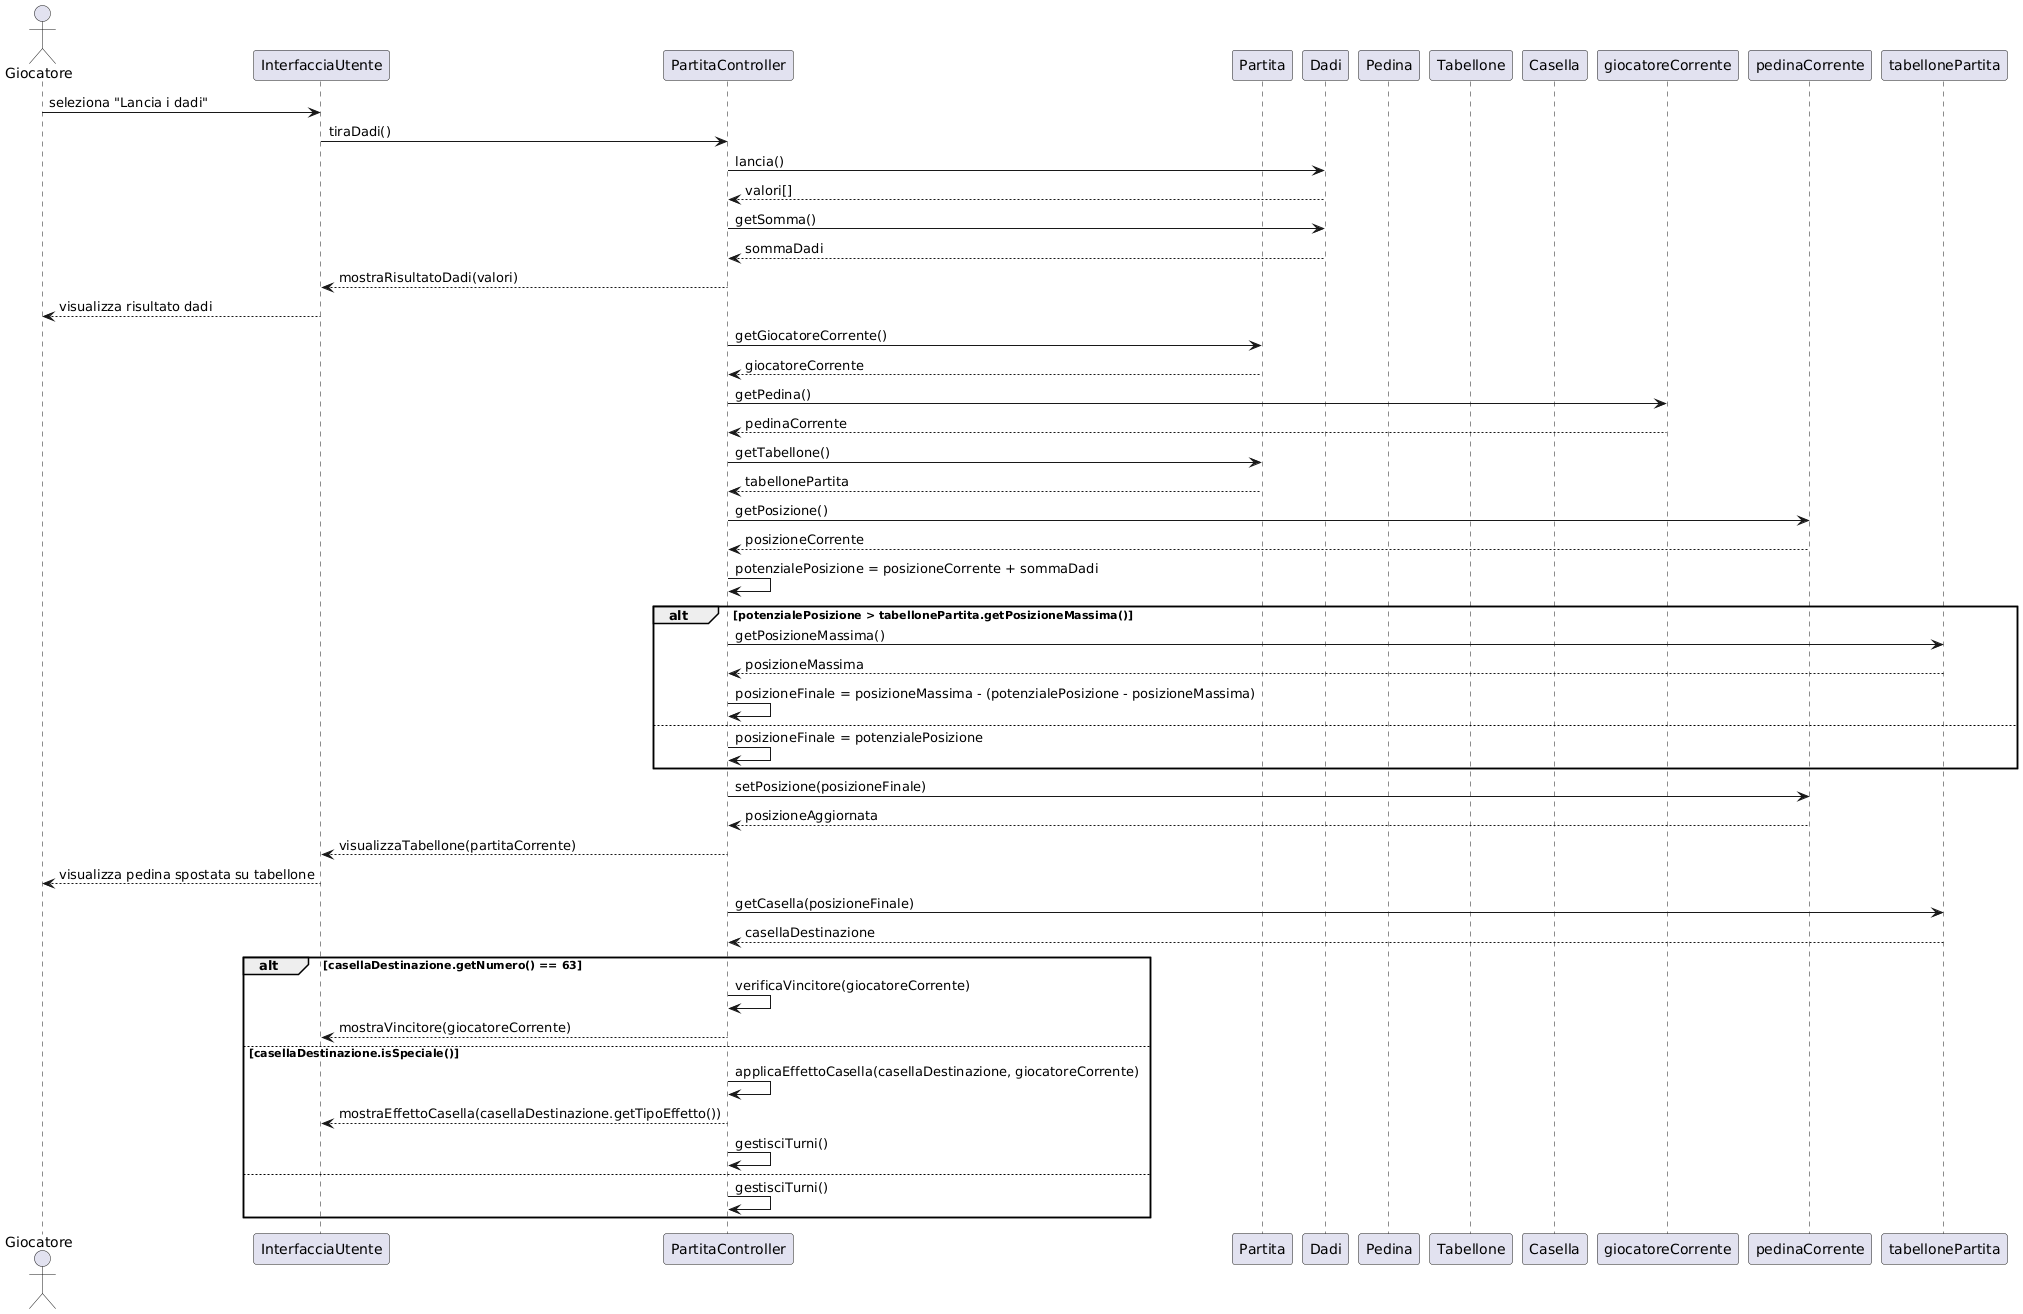 Giocatore
InterfacciaUtente
PartitaController
Partita
Dadi
Pedina
Tabellone
Casella
giocatoreCorrente
pedinaCorrente
tabellonePartita
seleziona "Lancia i dadi"
tiraDadi()
lancia()
valori[]
getSomma()
sommaDadi
mostraRisultatoDadi(valori)
visualizza risultato dadi
getGiocatoreCorrente()
giocatoreCorrente
getPedina()
pedinaCorrente
getTabellone()
tabellonePartita
getPosizione()
posizioneCorrente
potenzialePosizione = posizioneCorrente + sommaDadi
alt [potenzialePosizione > tabellonePartita.getPosizioneMassima()]
getPosizioneMassima()
posizioneMassima
posizioneFinale = posizioneMassima - (potenzialePosizione - posizioneMassima)
posizioneFinale = potenzialePosizione
setPosizione(posizioneFinale)
posizioneAggiornata
visualizzaTabellone(partitaCorrente)
visualizza pedina spostata su tabellone
getCasella(posizioneFinale)
casellaDestinazione
alt [casellaDestinazione.getNumero() == 63]
verificaVincitore(giocatoreCorrente)
mostraVincitore(giocatoreCorrente)
[casellaDestinazione.isSpeciale()]
applicaEffettoCasella(casellaDestinazione, giocatoreCorrente)
mostraEffettoCasella(casellaDestinazione.getTipoEffetto())
gestisciTurni()
gestisciTurni()
Giocatore
InterfacciaUtente
PartitaController
Partita
Dadi
Pedina
Tabellone
Casella
giocatoreCorrente
pedinaCorrente
tabellonePartita